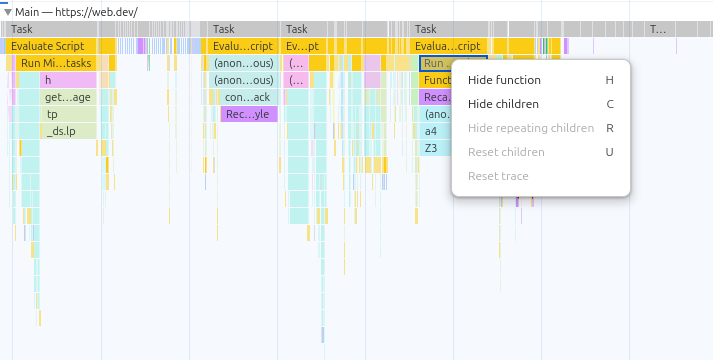 Main — https://web.dev/
Task Task Task Task T…
Evaluate Script Evalu…cript Ev…pt Evalua…cript
Run Mi…tasks (anon…ous) (… Run
h (anon…ous) (… Funct
get…age con…ack Reca
tp Rec…yle (ano
_ds.lp a4
Z3
Hide function H
Hide children C
Hide repeating children R
Reset children U
Reset trace